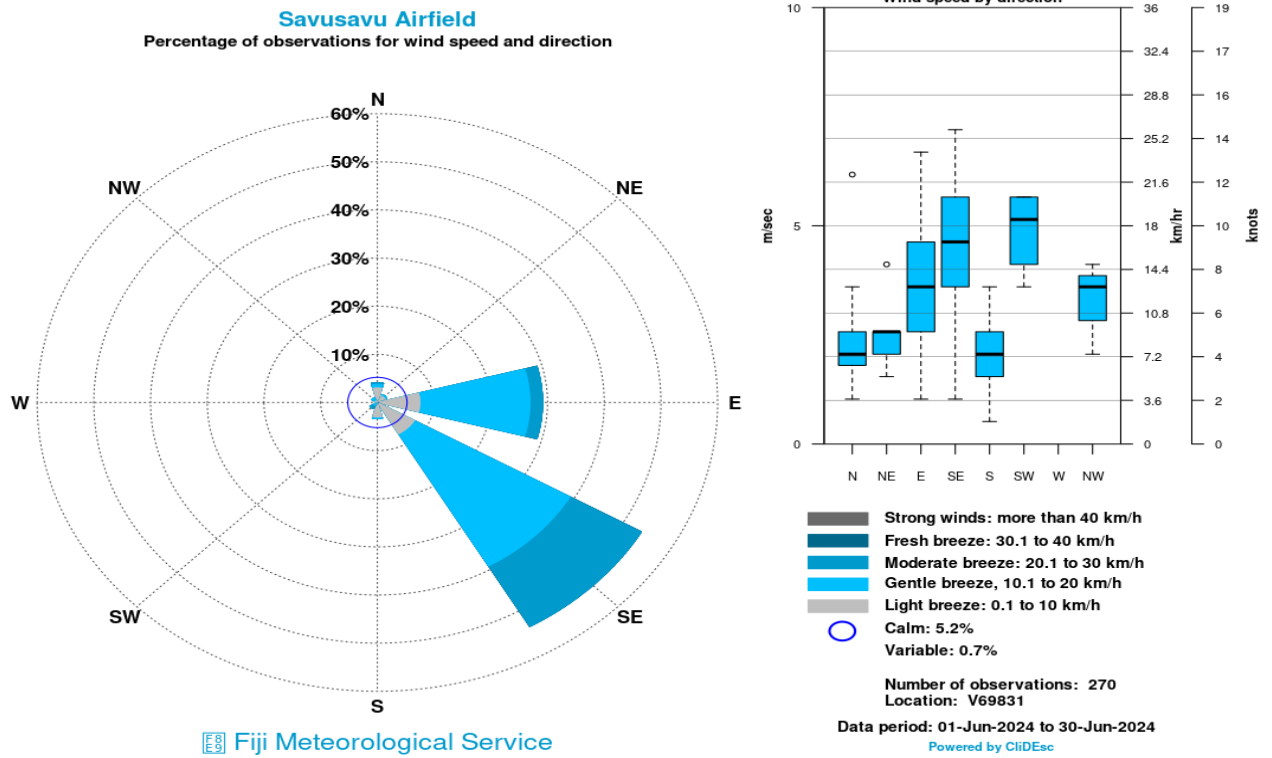 Savusavu Airfield
Percentage of observations for wind speed and direction
N
60%
50%
40%
30%
20%
10%
NW
NE
W
E
SW
SE
S
Fiji Meteorological Service
Wind speed by direction
m/sec
10
5
0
36
32.4
28.8
25.2
21.6
18
14.4
10.8
7.2
3.6
0
km/hr
19
17
16
14
12
10
8
6
4
2
0
knots
N NE E SE S SW W NW
Strong winds: more than 40 km/h
Fresh breeze: 30.1 to 40 km/h
Moderate breeze: 20.1 to 30 km/h
Gentle breeze, 10.1 to 20 km/h
Light breeze: 0.1 to 10 km/h
Calm: 5.2%
Variable: 0.7%
Number of observations: 270
Location: V69831
Data period: 01-Jun-2024 to 30-Jun-2024
Powered by CliDEsc